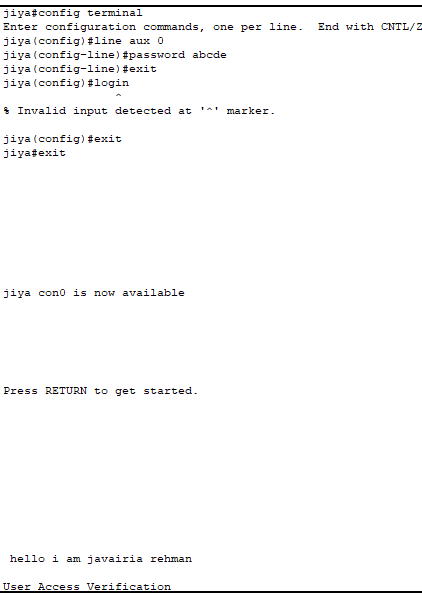 jiya#config terminal
Enter configuration commands, one per line.  End with CNTL/Z
jiya(config)#line aux 0
jiya(config-line)#password abcde
jiya(config-line)#exit
jiya(config)#login
^
% Invalid input detected at '^' marker.
jiya(config)#exit
jiya#exit
jiya con0 is now available
Press RETURN to get started.
hello i am javairia rehman
User Access Verification